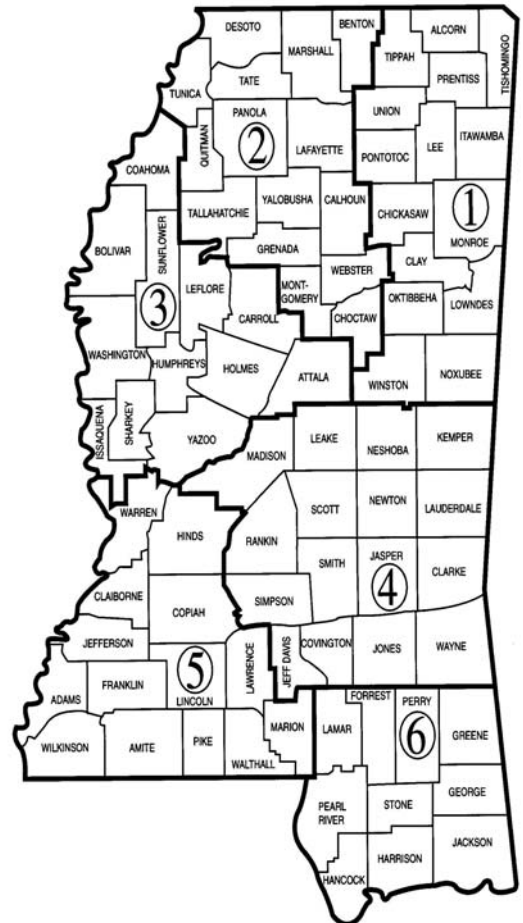 DESOTO
BENTON
ALCORN
MARSHALL
TIPPAH
TISHOMINGO
TATE
PRENTISS
TUNICA
PANOLA
UNION
QUITMAN
2
LAFAYETTE
LEE
ITAWAMBA
PONTOTOC
COAHOMA
TALLAHATCHIE
YALOBUSHA
CALHOUN
CHICKASAW
1
MONROE
BOLIVAR
SUNFLOWER
GRENADA
CLAY
WEBSTER
LEFLORE
MONT-
GOMERY
OKTIBBEHA
LOWNDES
3
CARROLL
CHOCTAW
WASHINGTON
HUMPHREYS
HOLMES
ATTALA
WINSTON
NOXUBEE
ISSAQUENA
SHARKEY
YAZOO
MADISON
LEAKE
NESHOBA
KEMPER
WARREN
HINDS
RANKIN
SCOTT
NEWTON
LAUDERDALE
SMITH
JASPER
4
CLARKE
CLAIBORNE
COPIAH
SIMPSON
JEFFERSON
5
LINCOLN
LAWRENCE
JEFF DAVIS
COVINGTON
JONES
WAYNE
ADAMS
FRANKLIN
WILKINSON
AMITE
PIKE
WALTHALL
MARION
LAMAR
FORREST
PERRY
6
GREENE
PEARL
RIVER
STONE
GEORGE
HANCOCK
HARRISON
JACKSON